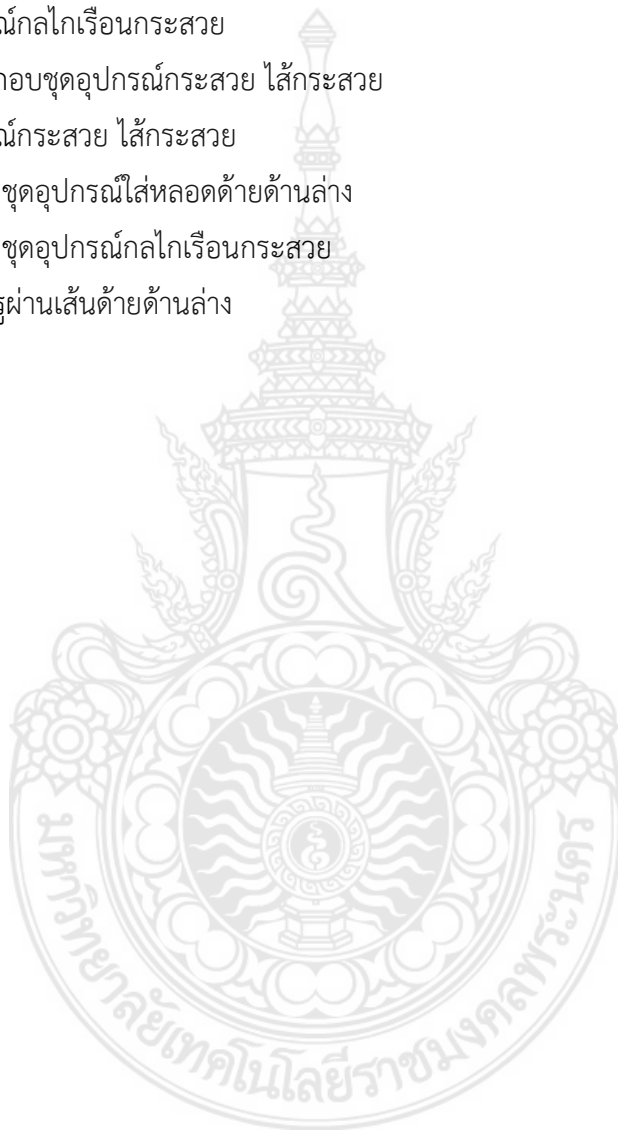 ณ์กลไกเรือนกระสวย
กอบชุดอุปกรณ์กระสวย ไส้กระสวย
ณ์กระสวย ไส้กระสวย
ชุดอุปกรณ์ใส่หลอดด้ายด้านล่าง
ชุดอุปกรณ์กลไกเรือนกระสวย
รูผ่านเส้นด้ายด้านล่าง
มหาวิทยาลัยเทคโนโลยีราชมงคลพระนคร